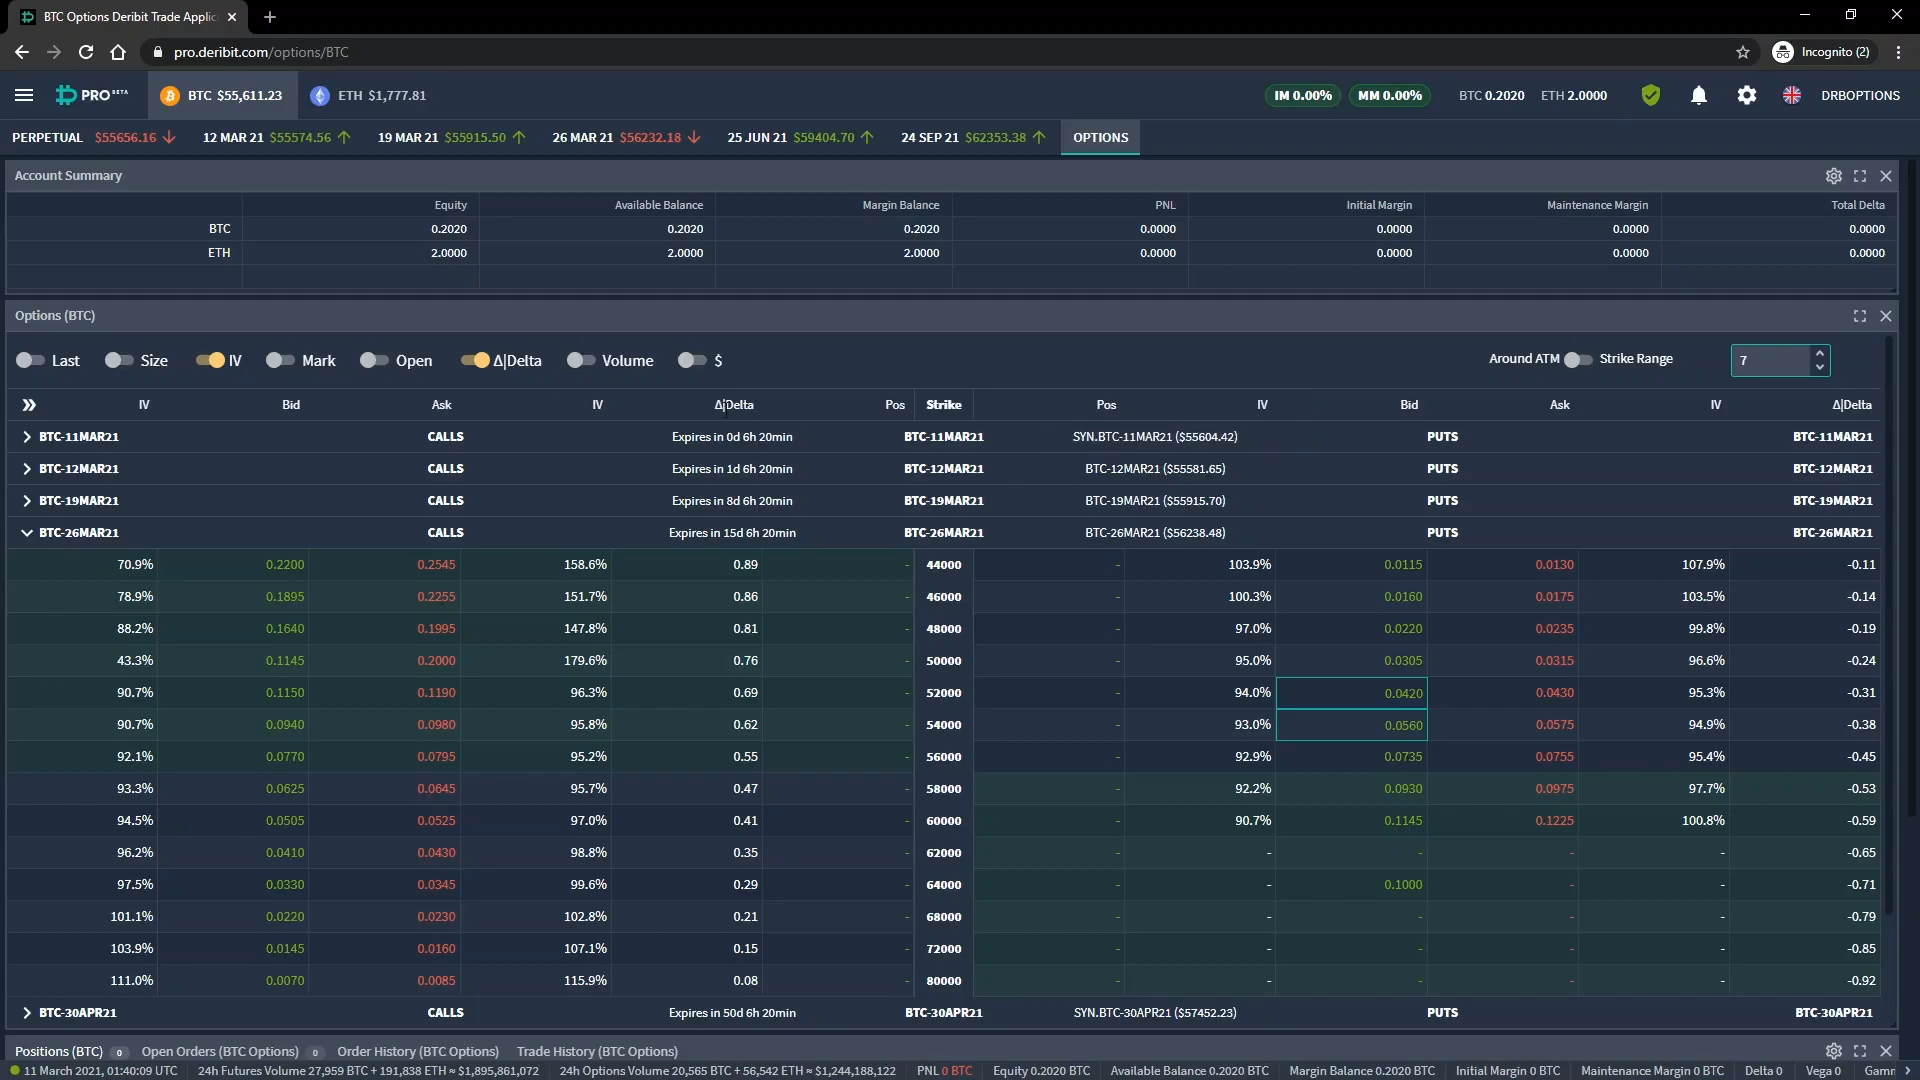 BTC Options Deribit Trade Applic
pro.deribit.com/options/BTC
Incognito (2)
PRO BETA
BTC $55,611.23
ETH $1,777.81
IM 0.00%
MM 0.00%
BTC 0.2020
ETH 2.0000
DRBOPTIONS
PERPETUAL $55656.16
12 MAR 21 $55574.56
19 MAR 21 $55915.50
26 MAR 21 $56232.18
25 JUN 21 $59404.70
24 SEP 21 $62353.38
OPTIONS
Account Summary
Equity Available Balance Margin Balance PNL Initial Margin Maintenance Margin Total Delta
BTC 0.2020 0.2020 0.2020 0.0000 0.0000 0.0000 0.0000
ETH 2.0000 2.0000 2.0000 0.0000 0.0000 0.0000 0.0000
Options (BTC)
Last Size IV Mark Open Δ|Delta Volume $ Around ATM Strike Range 7
IV Bid Ask IV Δ|Delta Pos Strike Pos IV Bid Ask IV Δ|Delta
BTC-11MAR21 CALLS Expires in 0d 6h 20min BTC-11MAR21 SYN.BTC-11MAR21 ($55604.42) PUTS BTC-11MAR21
BTC-12MAR21 CALLS Expires in 1d 6h 20min BTC-12MAR21 BTC-12MAR21 ($55581.65) PUTS BTC-12MAR21
BTC-19MAR21 CALLS Expires in 8d 6h 20min BTC-19MAR21 BTC-19MAR21 ($55915.70) PUTS BTC-19MAR21
BTC-26MAR21 CALLS Expires in 15d 6h 20min BTC-26MAR21 BTC-26MAR21 ($56238.48) PUTS BTC-26MAR21
70.9% 0.2200 0.2545 158.6% 0.89 - 44000 - 103.9% 0.0115 0.0130 107.9% -0.11
78.9% 0.1895 0.2255 151.7% 0.86 - 46000 - 100.3% 0.0160 0.0175 103.5% -0.14
88.2% 0.1640 0.1995 147.8% 0.81 - 48000 - 97.0% 0.0220 0.0235 99.8% -0.19
43.3% 0.1145 0.2000 179.6% 0.76 - 50000 - 95.0% 0.0305 0.0315 96.6% -0.24
90.7% 0.1150 0.1190 96.3% 0.69 - 52000 - 94.0% 0.0420 0.0430 95.3% -0.31
90.7% 0.0940 0.0980 95.8% 0.62 - 54000 - 93.0% 0.0560 0.0575 94.9% -0.38
92.1% 0.0770 0.0795 95.2% 0.55 - 56000 - 92.9% 0.0735 0.0755 95.4% -0.45
93.3% 0.0625 0.0645 95.7% 0.47 - 58000 - 92.2% 0.0930 0.0975 97.7% -0.53
94.5% 0.0505 0.0525 97.0% 0.41 - 60000 - 90.7% 0.1145 0.1225 100.8% -0.59
96.2% 0.0410 0.0430 98.8% 0.35 - 62000 - - - - - -0.65
97.5% 0.0330 0.0345 99.6% 0.29 - 64000 - - 0.1000 - - -0.71
101.1% 0.0220 0.0230 102.8% 0.21 - 68000 - - - - - -0.79
103.9% 0.0145 0.0160 107.1% 0.15 - 72000 - - - - - -0.85
111.0% 0.0070 0.0085 115.9% 0.08 - 80000 - - - - - -0.92
BTC-30APR21 CALLS Expires in 50d 6h 20min BTC-30APR21 SYN.BTC-30APR21 ($57452.23) PUTS BTC-30APR21
Positions (BTC) 0 Open Orders (BTC Options) 0 Order History (BTC Options) Trade History (BTC Options)
11 March 2021, 01:40:09 UTC 24h Futures Volume 27,959 BTC + 191,838 ETH ≈ $1,895,861,072 24h Options Volume 20,565 BTC + 56,542 ETH ≈ $1,244,188,122 PNL 0 BTC Equity 0.2020 BTC Available Balance 0.2020 BTC Margin Balance 0.2020 BTC Initial Margin 0 BTC Maintenance Margin 0 BTC Delta 0 Vega 0 Gamm